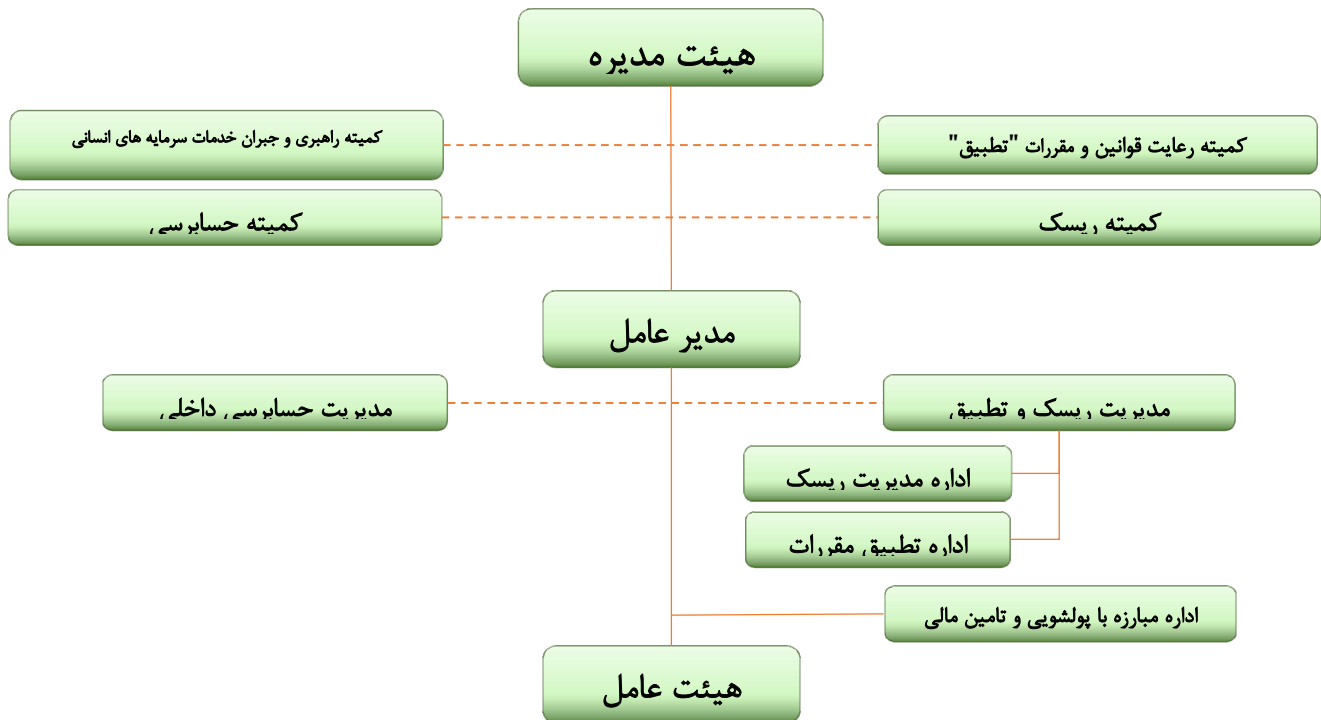 هیئت مدیره
کمیته رعایت قوانین و مقررات "تطبیق"
کمیته راهبری و جبران خدمات سرمایه های انسانی
کمیته ریسک
کمیته حسابرسی
مدیر عامل
مدیریت ریسک و تطبیق
مدیریت حسابرسی داخلی
اداره مدیریت ریسک
اداره تطبیق مقررات
اداره مبارزه با پولشویی و تامین مالی
هیئت عامل